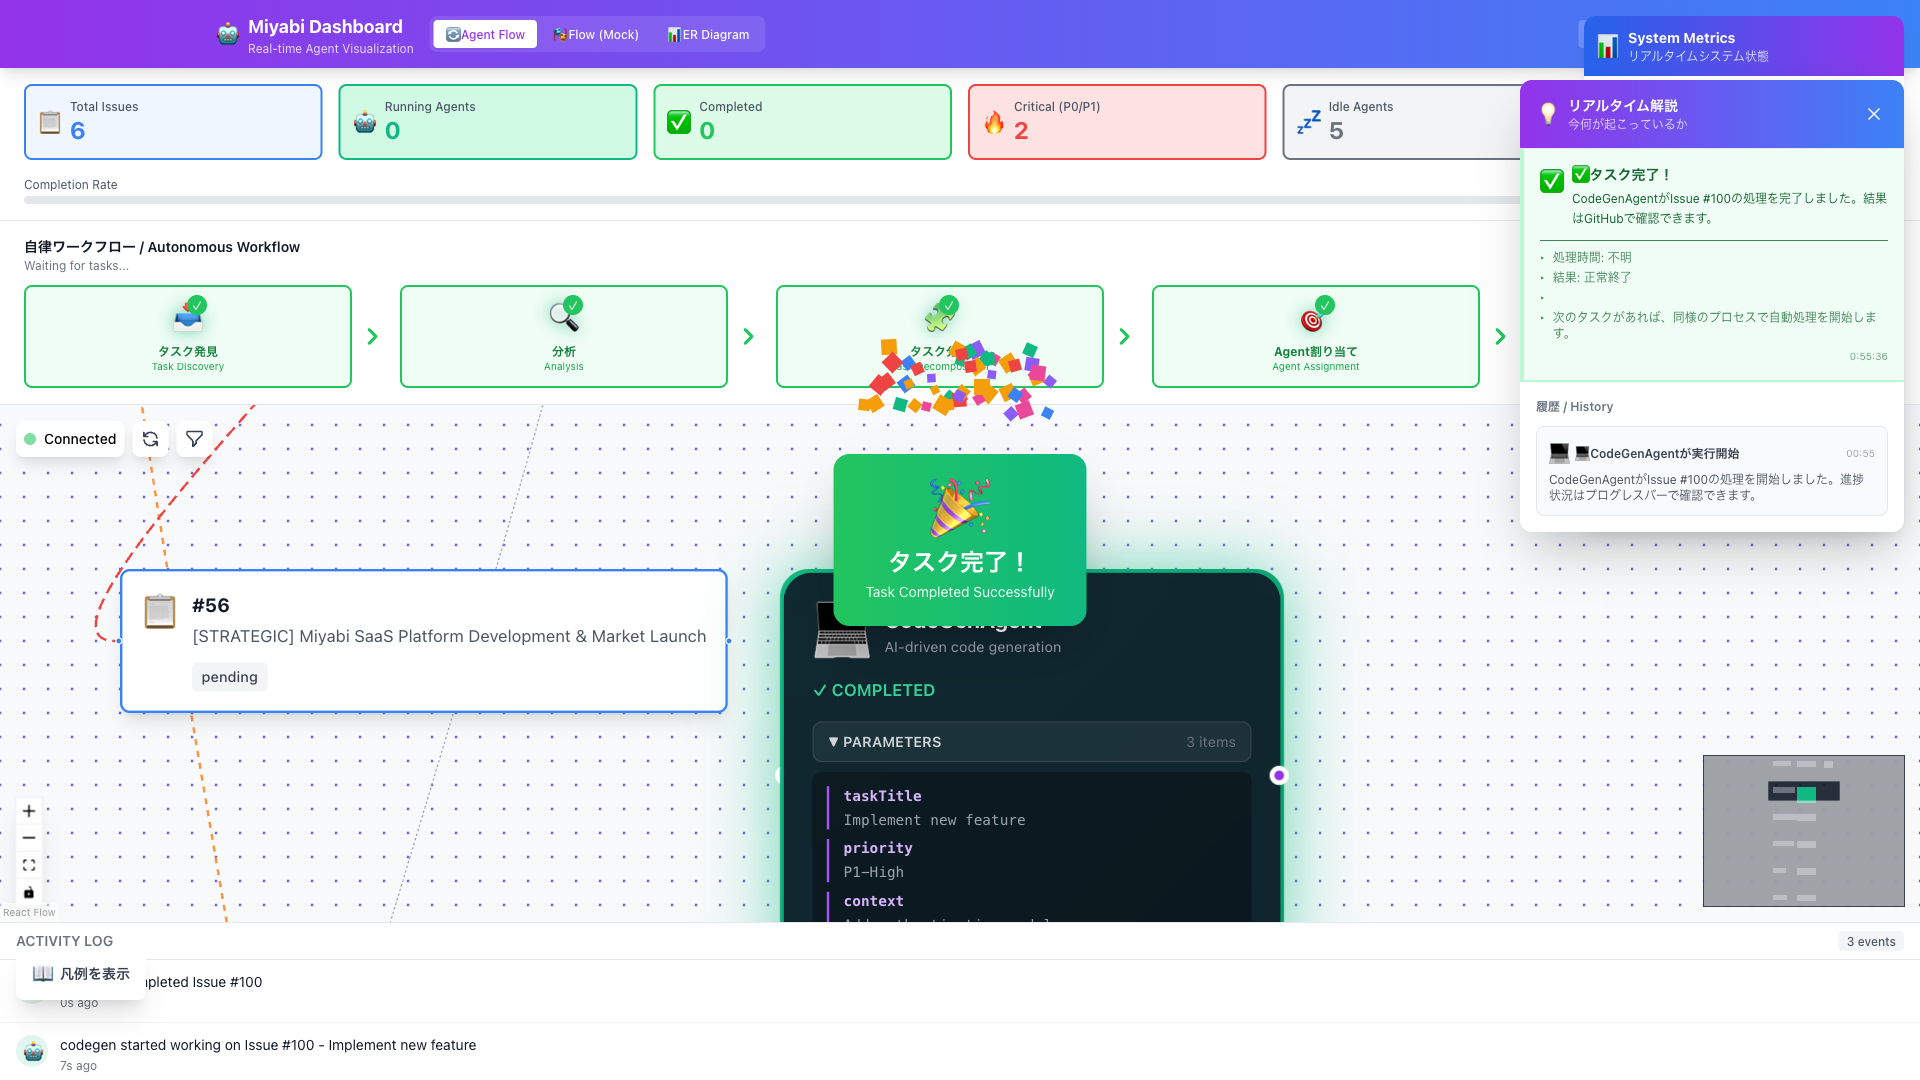 Miyabi Dashboard
Real-time Agent Visualization
Agent Flow
Flow (Mock)
ER Diagram
System Metrics
リアルタイムシステム状態
Total Issues
6
Running Agents
0
Completed
0
Critical (P0/P1)
2
Idle Agents
5
Completion Rate
リアルタイム解説
今何が起こっているか
タスク完了！
CodeGenAgentがIssue #100の処理を完了しました。結果
はGitHubで確認できます。
処理時間: 不明
結果: 正常終了
次のタスクがあれば、同様のプロセスで自動処理を開始しま
す。
0:55:36
履歴 / History
CodeGenAgentが実行開始
00:55
CodeGenAgentがIssue #100の処理を開始しました。進捗
状況はプログレスバーで確認できます。
自律ワークフロー / Autonomous Workflow
Waiting for tasks...
タスク発見
Task Discovery
分析
Analysis
タスク
Agent割り当て
Agent Assignment
Connected
タスク完了！
Task Completed Successfully
#56
[STRATEGIC] Miyabi SaaS Platform Development & Market Launch
pending
CodeGenAgent
AI-driven code generation
✓ COMPLETED
▼ PARAMETERS
3 items
taskTitle
Implement new feature
priority
P1-High
context
React Flow
ACTIVITY LOG
3 events
凡例を表示
pleted Issue #100
0s ago
codegen started working on Issue #100 - Implement new feature
7s ago